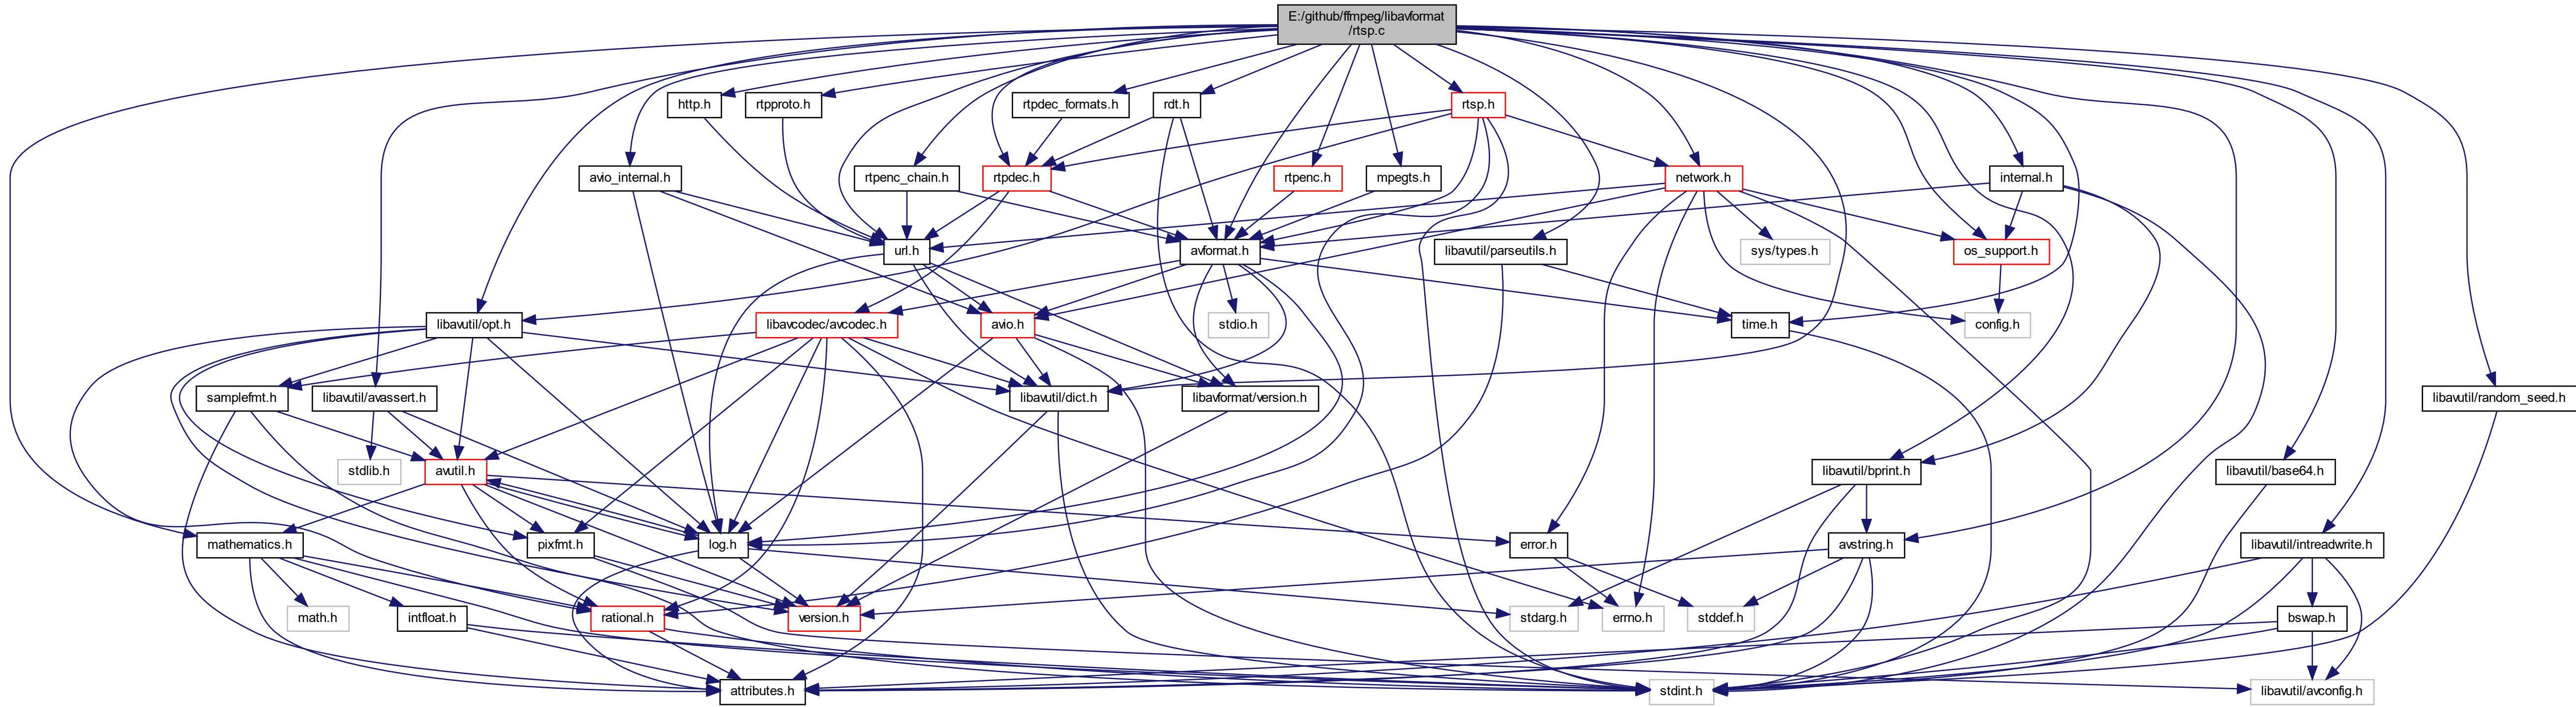 E:/github/ffmpeg/libavformat
/rtsp.c
http.h
rtpproto.h
rtpdec_formats.h
rdt.h
rtsp.h
avio_internal.h
rtpenc_chain.h
rtpdec.h
rtpenc.h
mpegts.h
network.h
internal.h
url.h
avformat.h
libavutil/parseutils.h
sys/types.h
os_support.h
libavutil/opt.h
libavcodec/avcodec.h
avio.h
stdio.h
time.h
config.h
samplefmt.h
libavutil/avassert.h
libavutil/dict.h
libavformat/version.h
libavutil/random_seed.h
stdlib.h
avutil.h
libavutil/bprint.h
libavutil/base64.h
mathematics.h
pixfmt.h
log.h
error.h
avstring.h
libavutil/intreadwrite.h
math.h
intfloat.h
rational.h
version.h
stdarg.h
errno.h
stddef.h
bswap.h
attributes.h
stdint.h
libavutil/avconfig.h